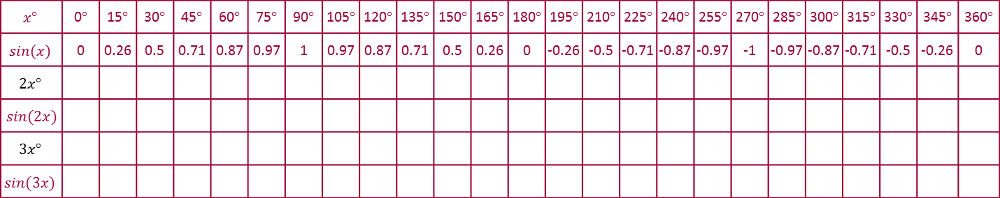 x° 0° 15° 30° 45° 60° 75° 90° 105° 120° 135° 150° 165° 180° 195° 210° 225° 240° 255° 270° 285° 300° 315° 330° 345° 360°
sin(x) 0 0.26 0.5 0.71 0.87 0.97 1 0.97 0.87 0.71 0.5 0.26 0 -0.26 -0.5 -0.71 -0.87 -0.97 -1 -0.97 -0.87 -0.71 -0.5 -0.26 0
2x°
sin(2x)
3x°
sin(3x)